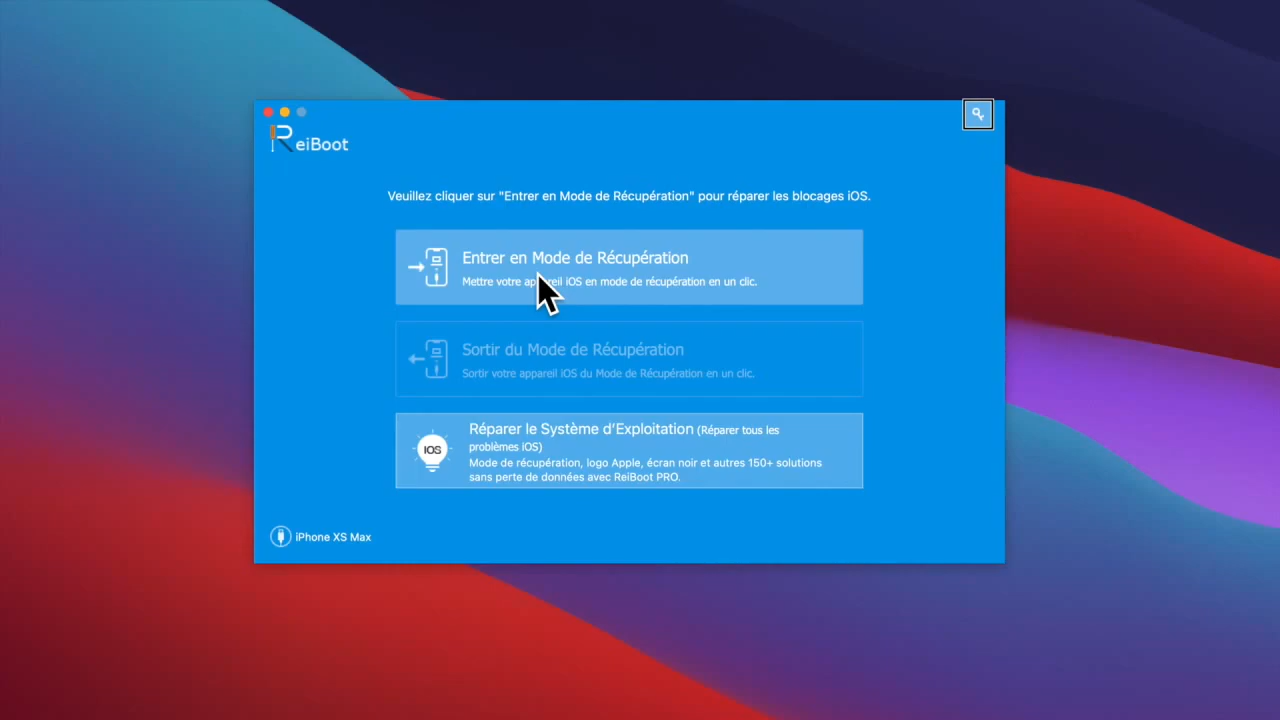 ReiBoot
Veuillez cliquer sur "Entrer en Mode de Récupération" pour réparer les blocages iOS.
Entrer en Mode de Récupération
Mettre votre appareil iOS en mode de récupération en un clic.
Sortir du Mode de Récupération
Sortir votre appareil iOS du Mode de Récupération en un clic.
Réparer le Système d'Exploitation (Réparer tous les
problèmes iOS)
IOS
Mode de récupération, logo Apple, écran noir et autres 150+ solutions
sans perte de données avec ReiBoot PRO.
iPhone XS Max